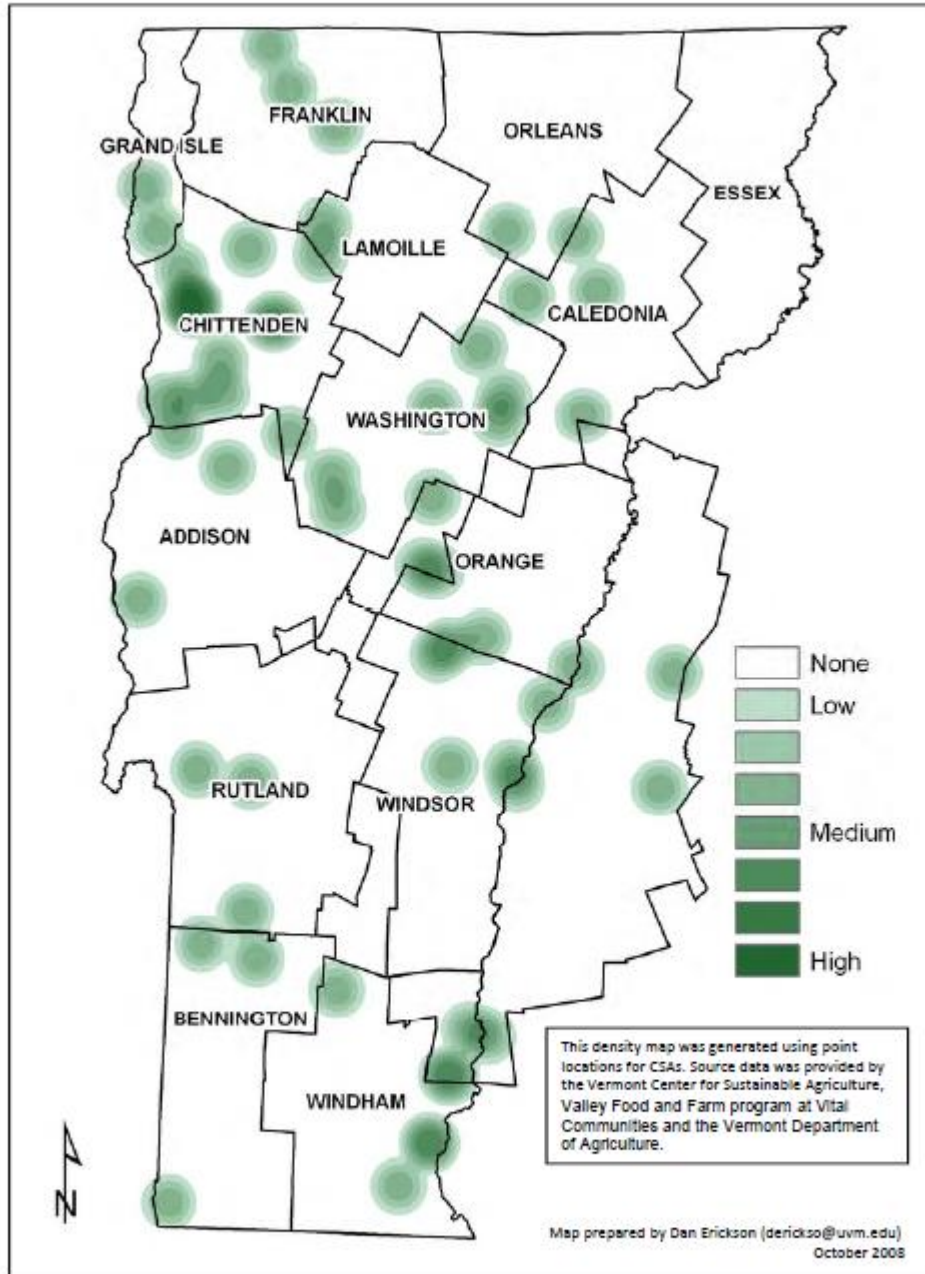 FRANKLIN
ORLEANS
GRAND ISLE
ESSEX
LAMOILLE
CHITTENDEN
CALEDONIA
WASHINGTON
ADDISON
ORANGE
RUTLAND
WINDSOR
BENNINGTON
WINDHAM
None
Low
Medium
High
This density map was generated using point
locations for CSAs. Source data was provided by
the Vermont Center for Sustainable Agriculture,
Valley Food and Farm program at Vital
Communities and the Vermont Department
of Agriculture.
N
Map prepared by Dan Erickson (derickso@uvm.edu)
October 2008